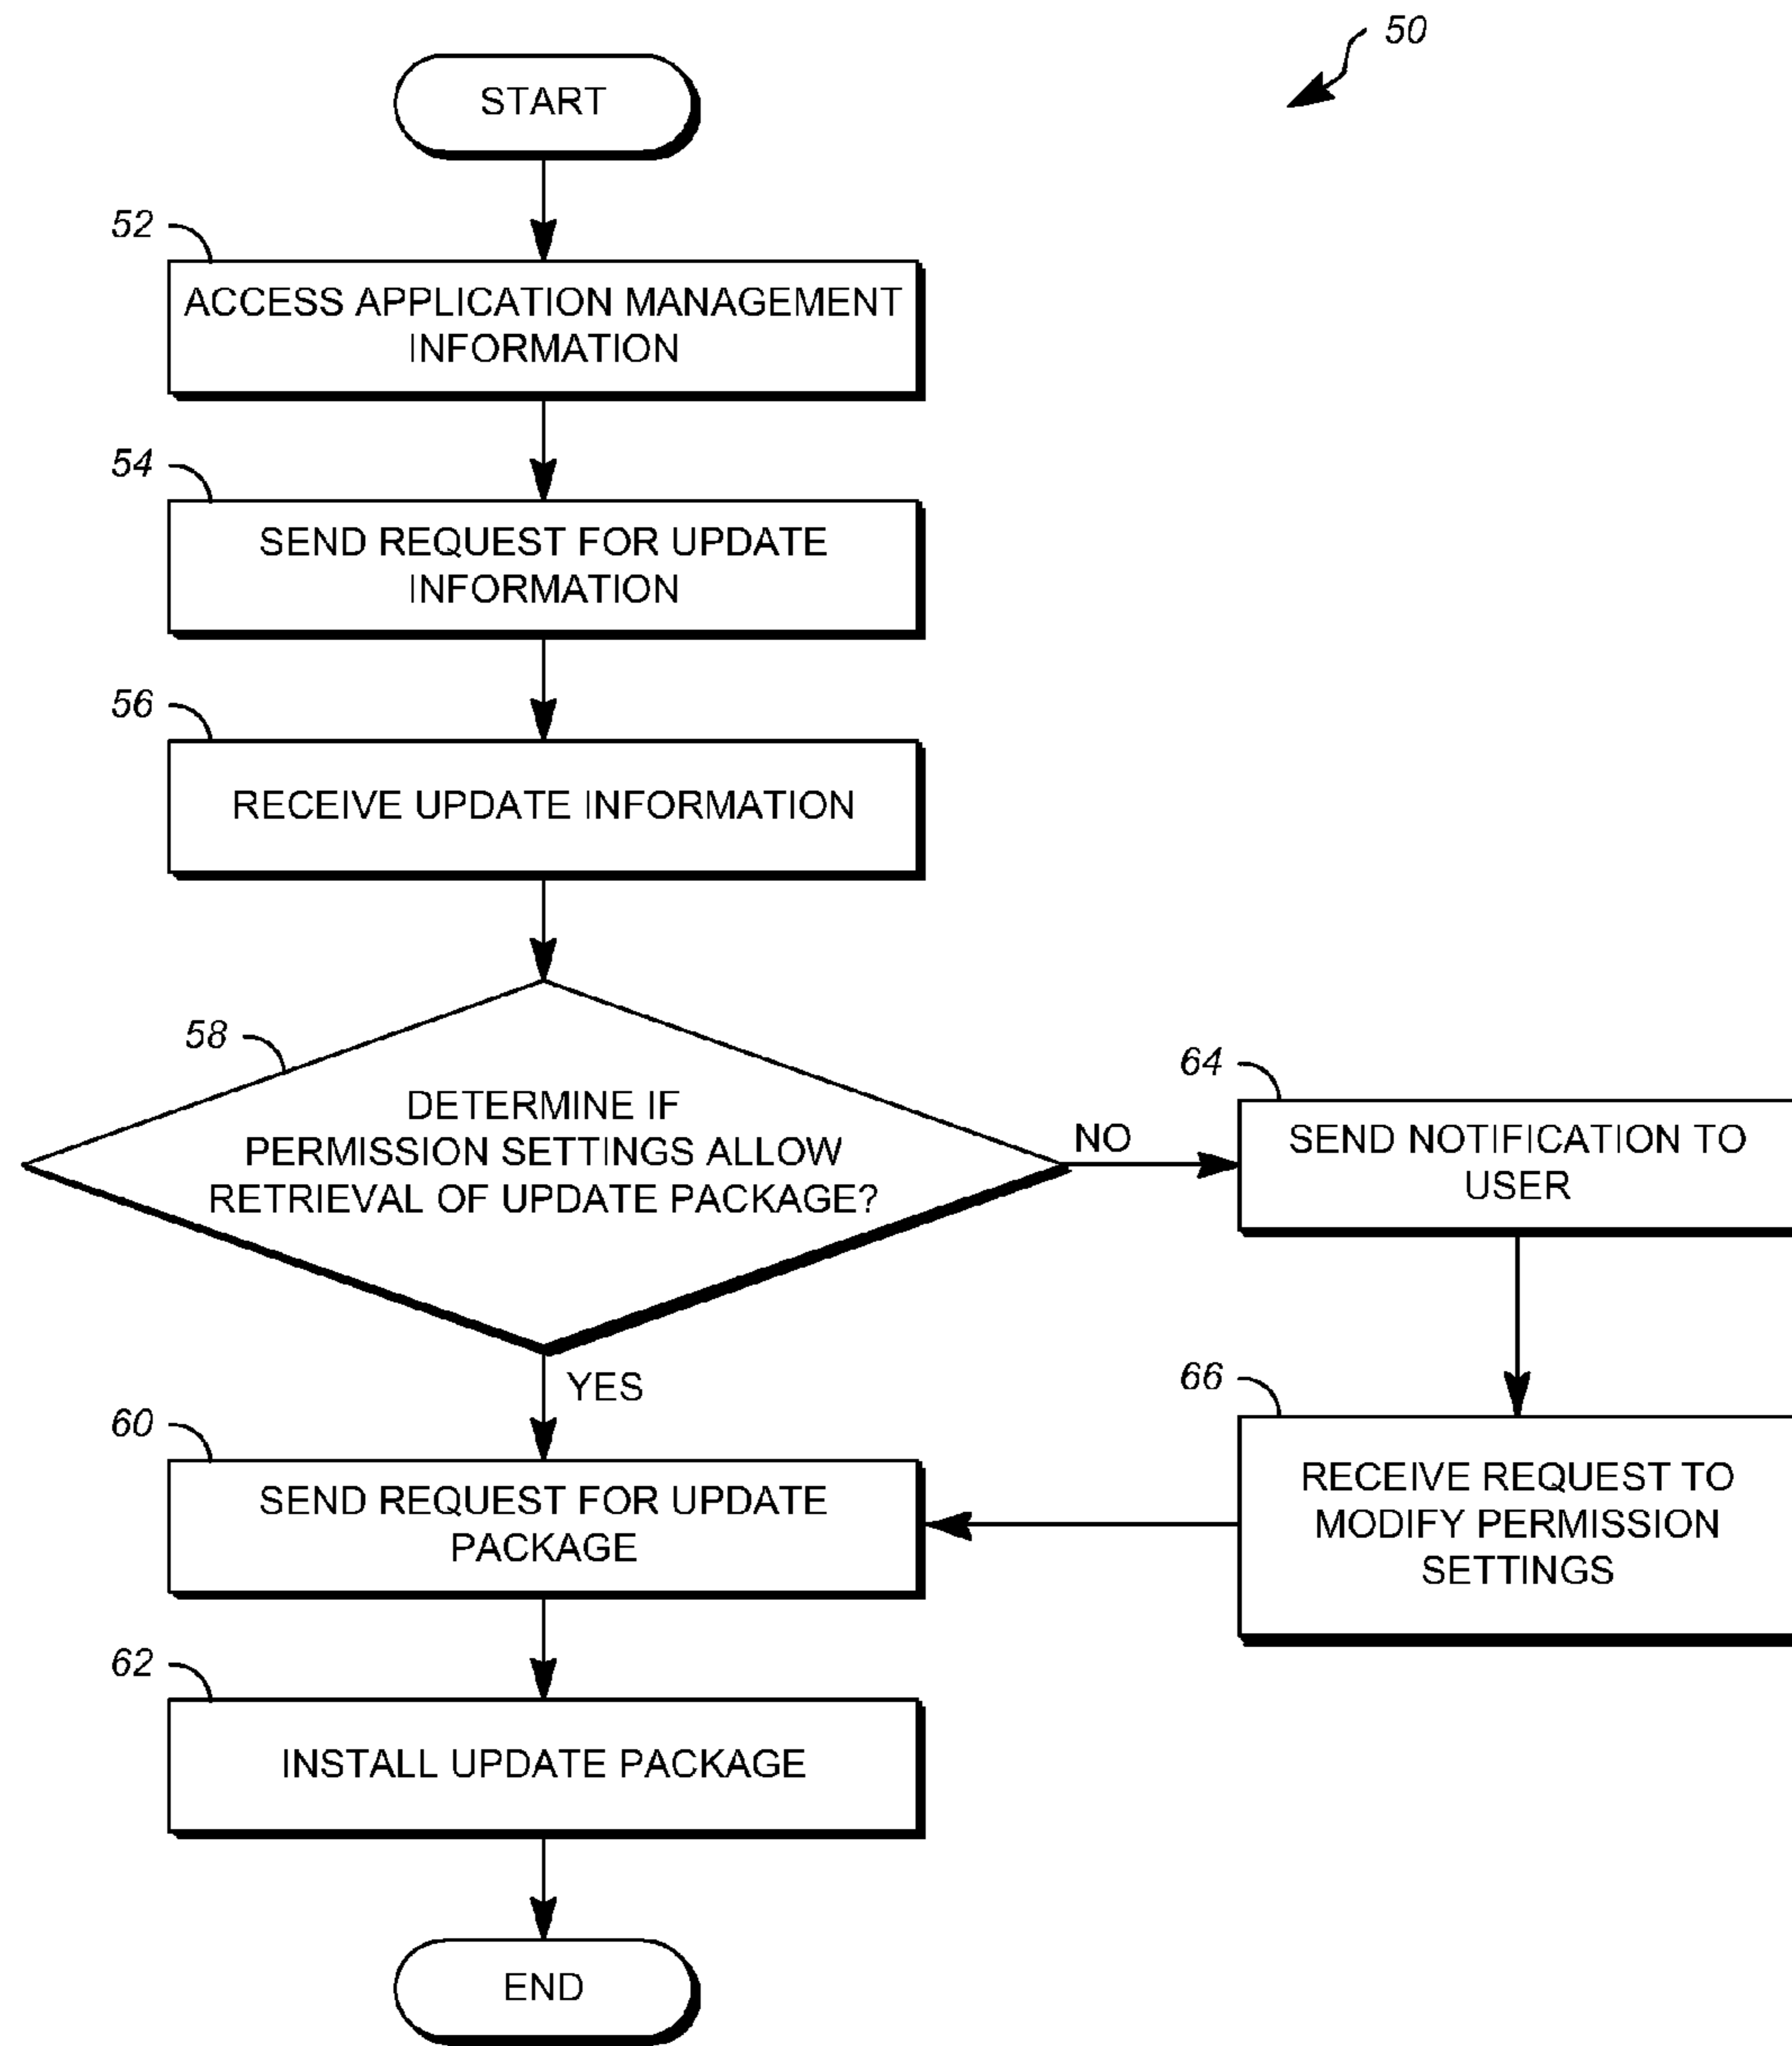 50
START
52
ACCESS APPLICATION MANAGEMENT
INFORMATION
54
SEND REQUEST FOR UPDATE
INFORMATION
56
RECEIVE UPDATE INFORMATION
58
DETERMINE IF
PERMISSION SETTINGS ALLOW
RETRIEVAL OF UPDATE PACKAGE?
NO
64
SEND NOTIFICATION TO
USER
YES
66
RECEIVE REQUEST TO
MODIFY PERMISSION
SETTINGS
60
SEND REQUEST FOR UPDATE
PACKAGE
62
INSTALL UPDATE PACKAGE
END